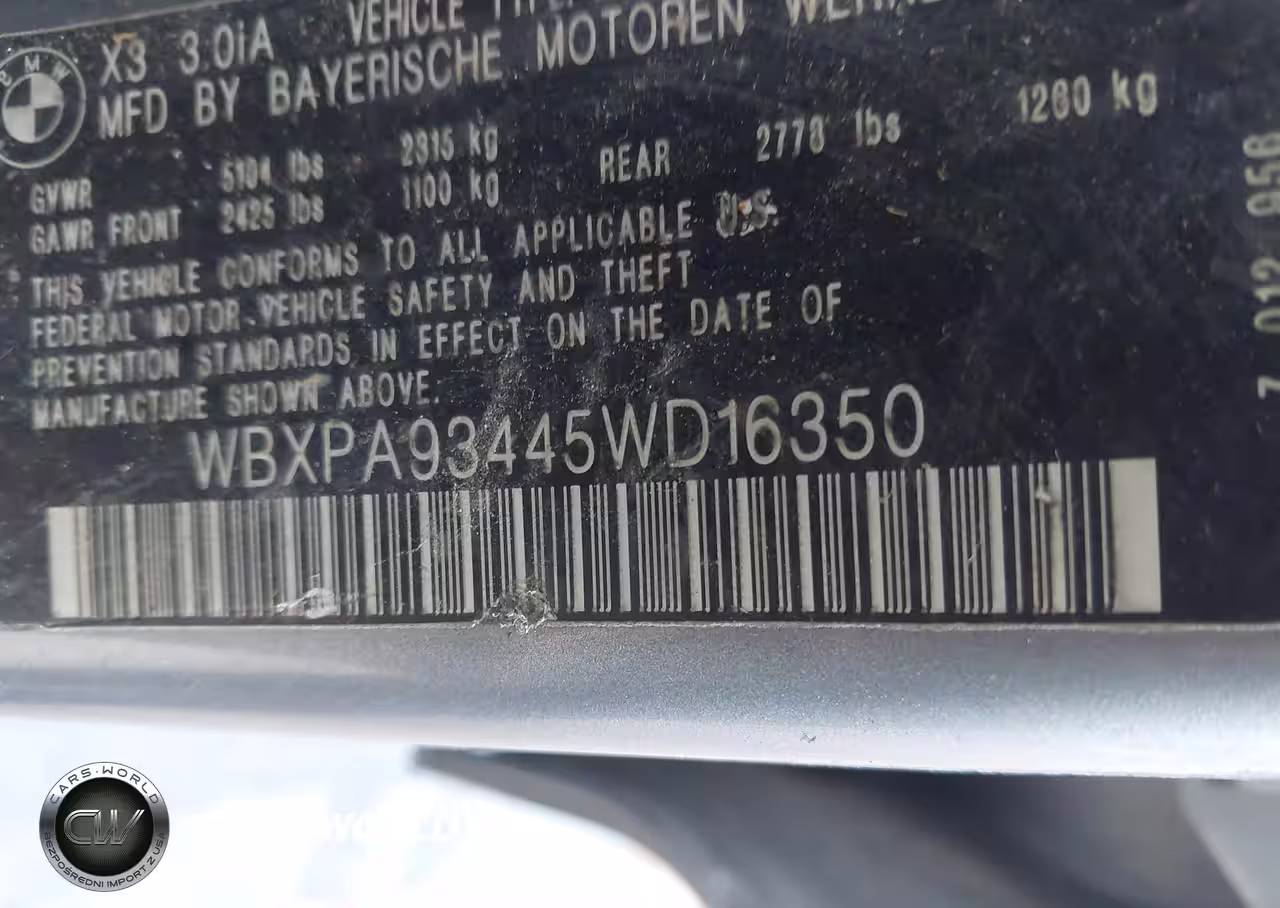 BMW
X3 3.0iA VEHICLE
MFD BY BAYERISCHE MOTOREN
GVWR 5104 lbs 2315 kg
GAWR FRONT 2425 lbs 1100 kg REAR 2778 lbs 1260 kg
THIS VEHICLE CONFORMS TO ALL APPLICABLE U.S.
FEDERAL MOTOR VEHICLE SAFETY AND THEFT
PREVENTION STANDARDS IN EFFECT ON THE DATE OF
MANUFACTURE SHOWN ABOVE.
WBXPA93445WD16350
7 012 956
CARS·WORLD
CW
BEZPOŚREDNI IMPORT Z USA